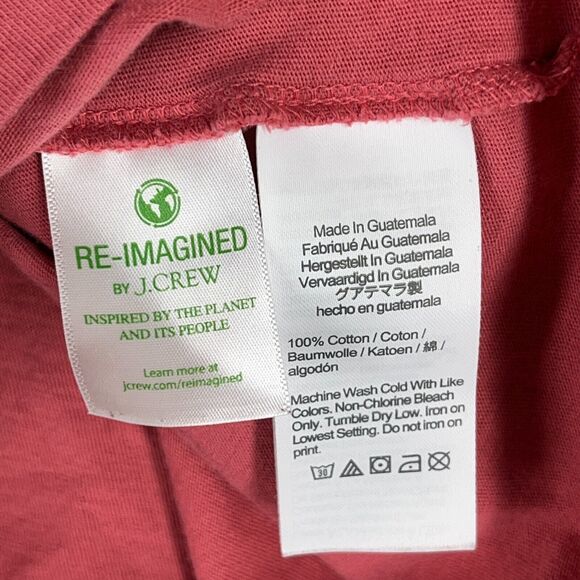 RE-IMAGINED
BY J.CREW
INSPIRED BY THE PLANET
AND ITS PEOPLE
Learn more at
jcrew.com/reimagined
Made In Guatemala
Fabriqué Au Guatemala
Hergestellt In Guatemala
Vervaardigd In Guatemala
グアテマラ製
hecho en guatemala
100% Cotton / Coton /
Baumwolle / Katoen / 綿 /
algodón
Machine Wash Cold With Like
Colors. Non-Chlorine Bleach
Only. Tumble Dry Low. Iron on
Lowest Setting. Do not iron on
print.
30